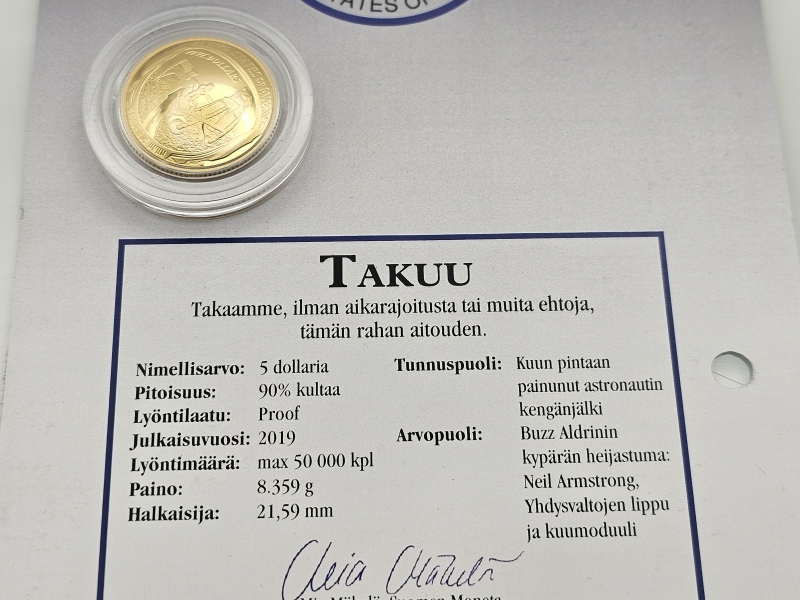 TATES OF
TAKUU
Takaamme, ilman aikarajoitusta tai muita ehtoja,
tämän rahan aitouden.
Nimellisarvo: 5 dollaria
Pitoisuus: 90% kultaa
Lyöntilaatu: Proof
Julkaisuvuosi: 2019
Lyöntimäärä: max 50 000 kpl
Paino: 8.359 g
Halkaisija: 21,59 mm
Tunnuspuoli: Kuun pintaan
painunut astronautin
kengänjälki
Arvopuoli: Buzz Aldrinin
kypärän heijastuma:
Neil Armstrong,
Yhdysvaltojen lippu
ja kuumoduuli